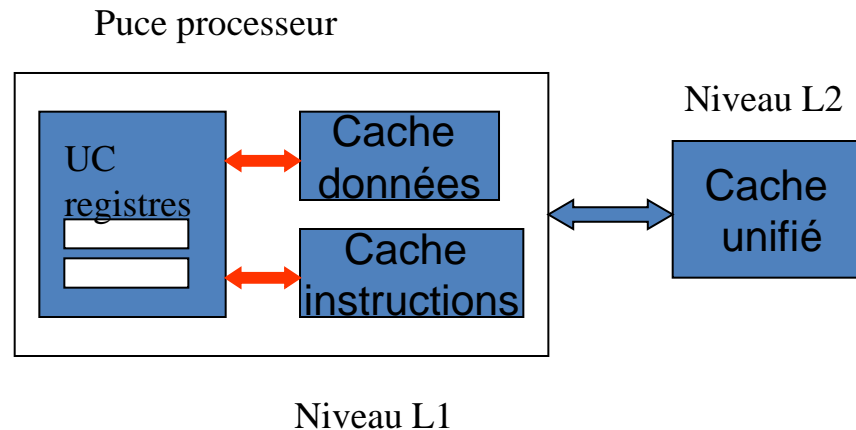 Puce processeur
Niveau L2
UC
registres
Cache
données
Cache
instructions
Cache
unifié
Niveau L1